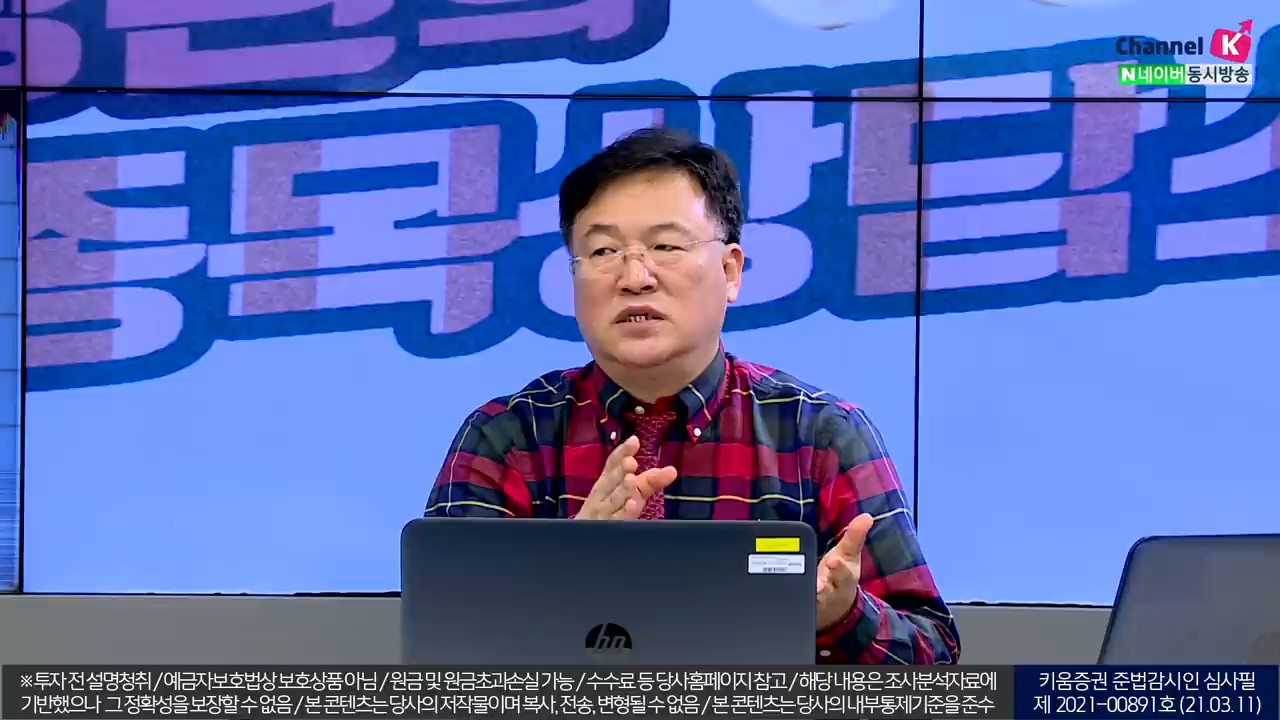 Channel K
N 네이버 동시방송
종목상담소
hp
※ 투자 전 설명청취 / 예금자보호법상 보호상품 아님 / 원금 및 원금초과손실 가능 / 수수료 등 당사홈페이지 참고 / 해당 내용은 조사분석자료에
기반했으나 그 정확성을 보장할 수 없음 / 본 콘텐츠는 당사의 저작물이며 복사, 전송, 변형될 수 없음 / 본 콘텐츠는 당사의 내부통제기준을 준수
키움증권 준법감시인 심사필
제 2021-00891호 (21.03.11)